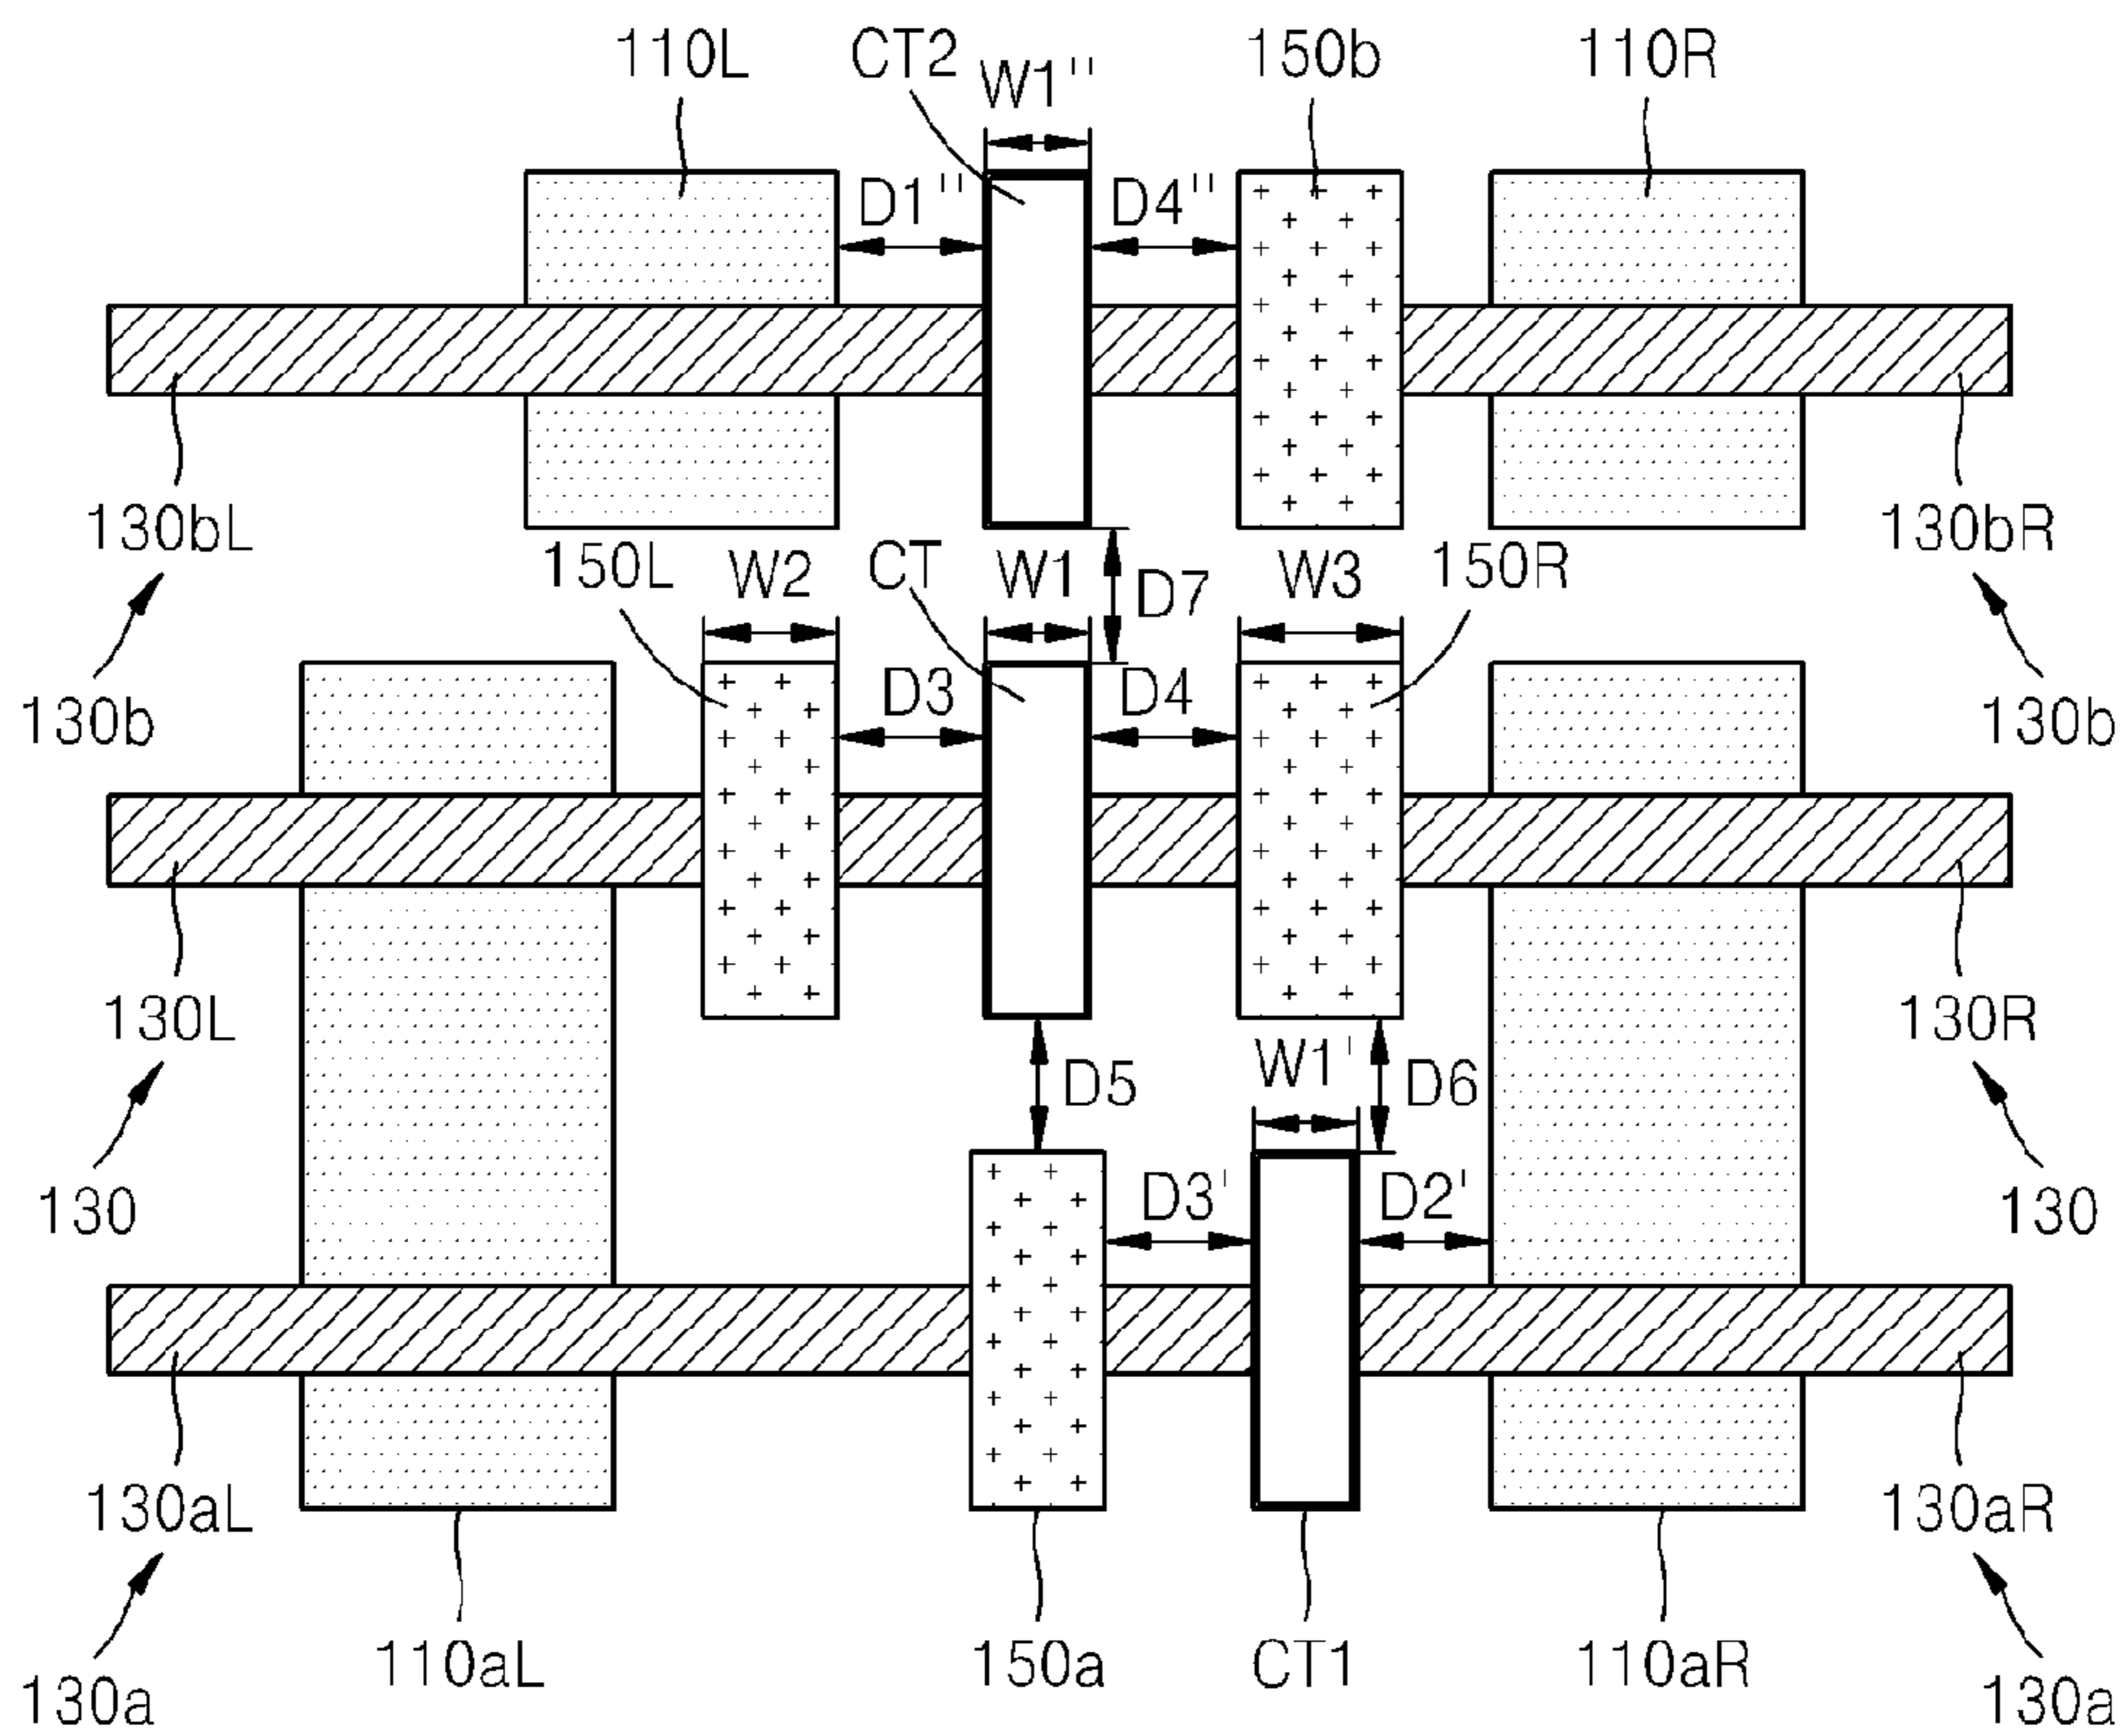 110L CT2 W1'' 150b 110R
D1'' D4''
130bL 130bR
150L W2 CT W1 D7 W3 150R
130b D3 D4 130b
130L 130R
W1'
D5 D6
130 D3' D2' 130
130aL 130aR
110aL 150a CT1 110aR
130a 130a